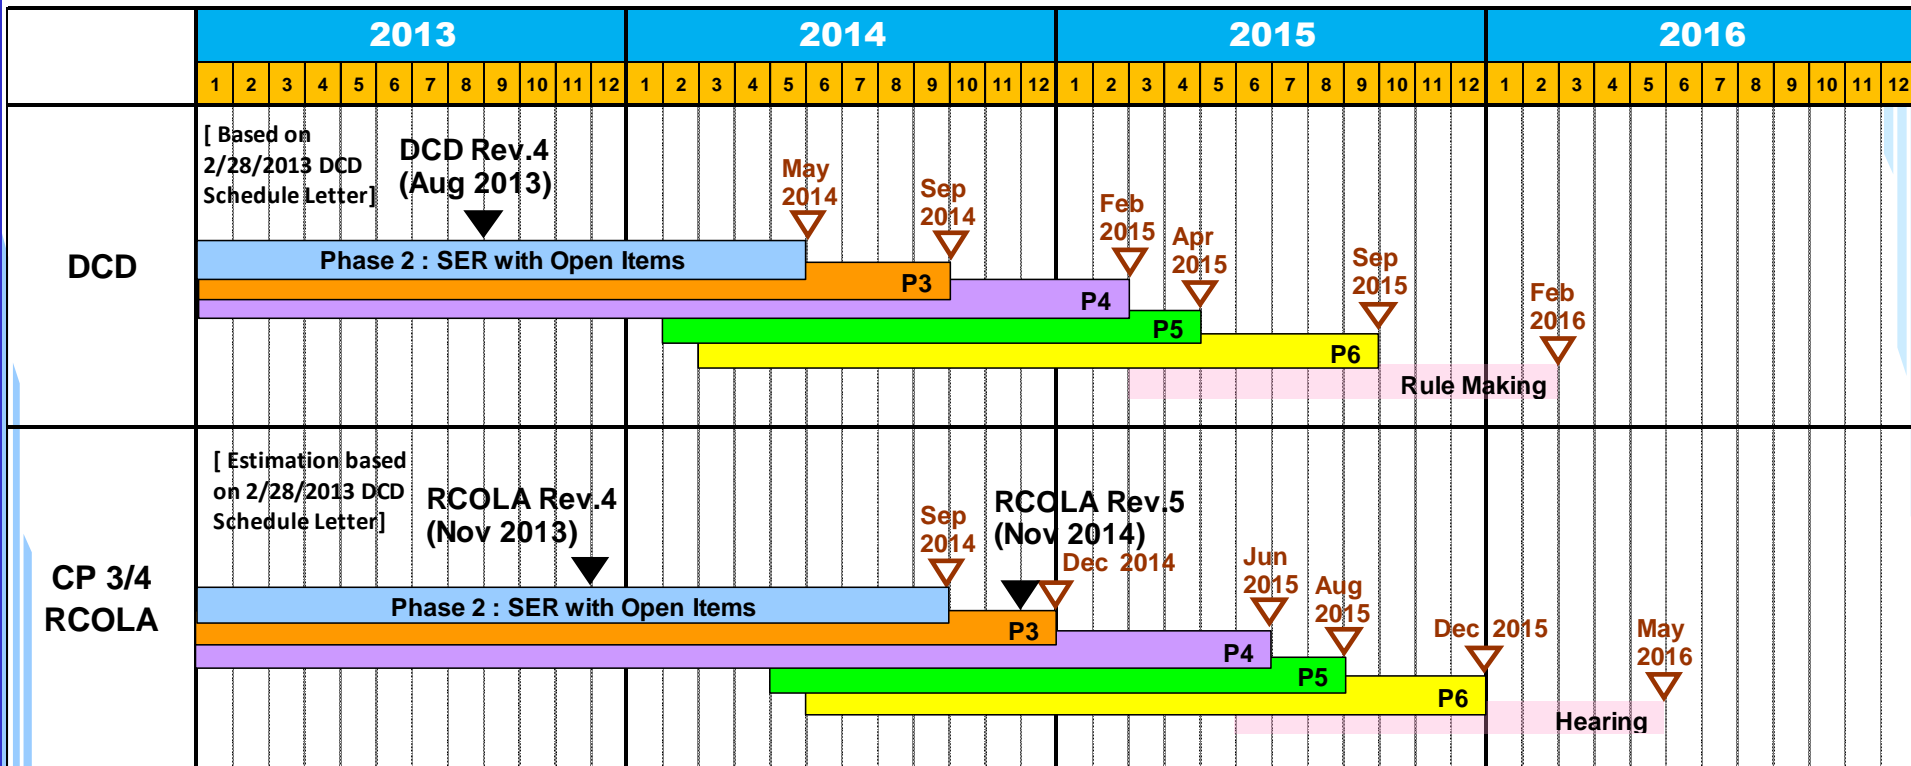 2013 2014 2015 2016
1 2 3 4 5 6 7 8 9 10 11 12 1 2 3 4 5 6 7 8 9 10 11 12 1 2 3 4 5 6 7 8 9 10 11 12 1 2 3 4 5 6 7 8 9 10 11 12
DCD
[ Based on
2/28/2013 DCD
Schedule Letter]
DCD Rev.4
(Aug 2013)
May
2014
Sep
2014
Feb
2015
Apr
2015
Sep
2015
Feb
2016
Phase 2 : SER with Open Items
P3
P4
P5
P6
Rule Making
CP 3/4
RCOLA
[ Estimation based
on 2/28/2013 DCD
Schedule Letter]
RCOLA Rev.4
(Nov 2013)
Sep
2014
RCOLA Rev.5
(Nov 2014)
Dec 2014
Jun
2015
Aug
2015
Dec 2015
May
2016
Phase 2 : SER with Open Items
P3
P4
P5
P6
Hearing